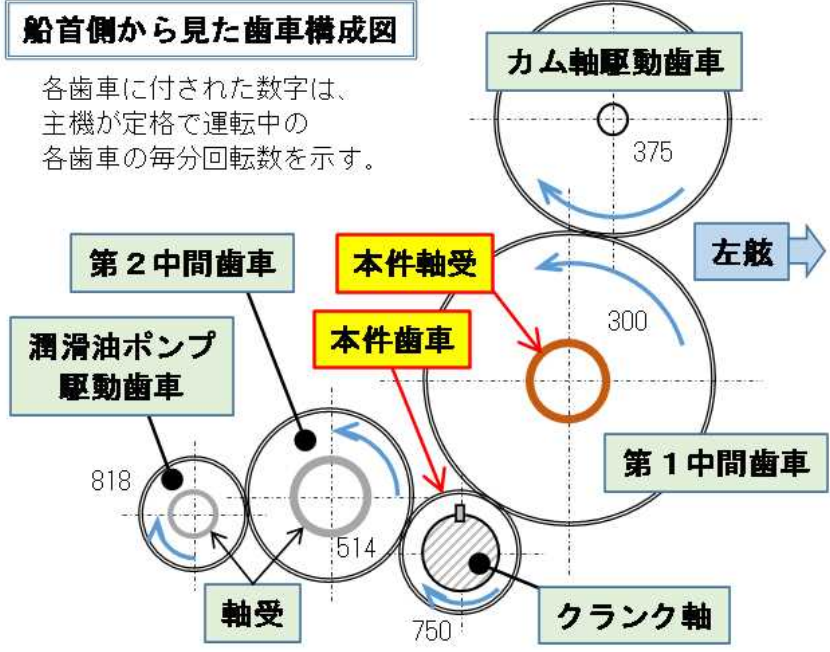 船首側から見た歯車構成図
各歯車に付された数字は、
主機が定格で運転中の
各歯車の毎分回転数を示す。
カム軸駆動歯車
375
左舷
第２中間歯車
本件軸受
300
本件歯車
潤滑油ポンプ
駆動歯車
第１中間歯車
818
514
軸受
クランク軸
750